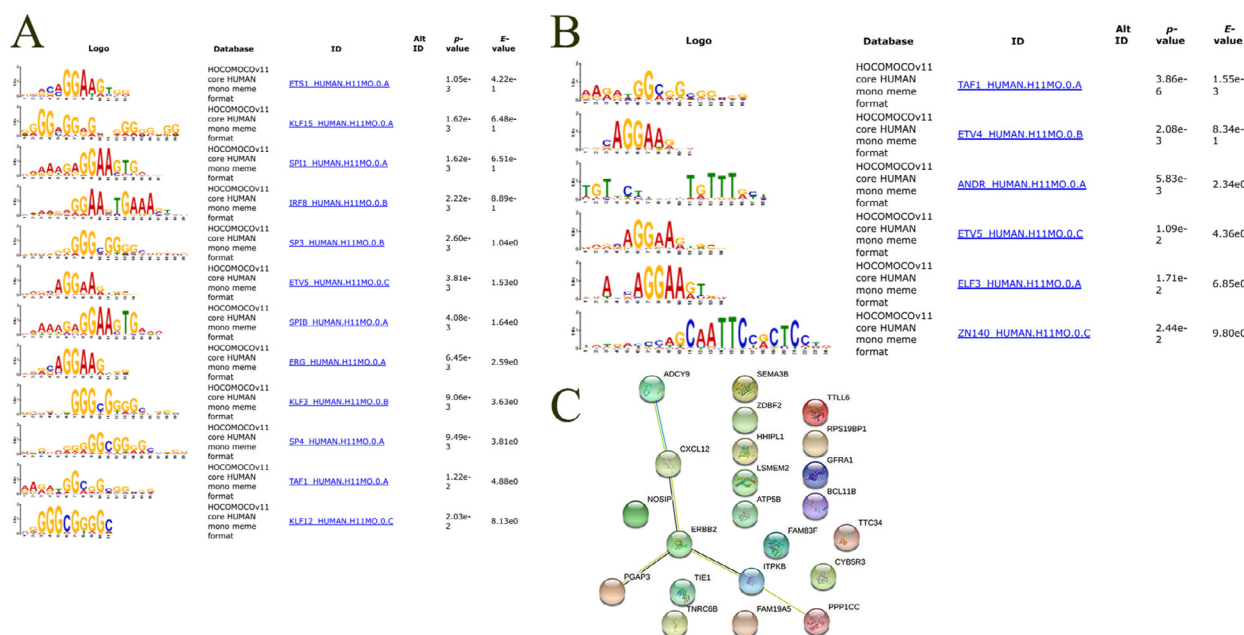 A
Logo Database ID Alt ID p-value E-value
HOCOMOCOv11 core HUMAN mono meme format ETS1_HUMAN.H11MO.0.A 1.05e-3 4.22e-1
HOCOMOCOv11 core HUMAN mono meme format KLF15_HUMAN.H11MO.0.A 1.62e-3 6.48e-1
HOCOMOCOv11 core HUMAN mono meme format SPI1_HUMAN.H11MO.0.A 1.62e-3 6.51e-1
HOCOMOCOv11 core HUMAN mono meme format IRF8_HUMAN.H11MO.0.B 2.22e-3 8.89e-1
HOCOMOCOv11 core HUMAN mono meme format SP3_HUMAN.H11MO.0.B 2.60e-3 1.04e0
HOCOMOCOv11 core HUMAN mono meme format ETV5_HUMAN.H11MO.0.C 3.81e-3 1.53e0
HOCOMOCOv11 core HUMAN mono meme format SPIB_HUMAN.H11MO.0.A 4.08e-3 1.64e0
HOCOMOCOv11 core HUMAN mono meme format ERG_HUMAN.H11MO.0.A 6.45e-3 2.59e0
HOCOMOCOv11 core HUMAN mono meme format KLF3_HUMAN.H11MO.0.B 9.06e-3 3.63e0
HOCOMOCOv11 core HUMAN mono meme format SP4_HUMAN.H11MO.0.A 9.49e-3 3.81e0
HOCOMOCOv11 core HUMAN mono meme format TAF1_HUMAN.H11MO.0.A 1.22e-2 4.88e0
HOCOMOCOv11 core HUMAN mono meme format KLF12_HUMAN.H11MO.0.C 2.03e-2 8.13e0
B
Logo Database ID Alt ID p-value E-value
HOCOMOCOv11 core HUMAN mono meme format TAF1_HUMAN.H11MO.0.A 3.86e-6 1.55e-3
HOCOMOCOv11 core HUMAN mono meme format ETV4_HUMAN.H11MO.0.B 2.08e-3 8.34e-1
HOCOMOCOv11 core HUMAN mono meme format ANDR_HUMAN.H11MO.0.A 5.83e-3 2.34e0
HOCOMOCOv11 core HUMAN mono meme format ETV5_HUMAN.H11MO.0.C 1.09e-2 4.36e0
HOCOMOCOv11 core HUMAN mono meme format ELF3_HUMAN.H11MO.0.A 1.71e-2 6.85e0
HOCOMOCOv11 core HUMAN mono meme format ZN140_HUMAN.H11MO.0.C 2.44e-2 9.80e0
C
ADCY9
SEMA3B
ZDBF2
TTLL6
RPS19BP1
HHIPL1
CXCL12
GFRA1
LSMEM2
BCL11B
NOSIP
ATP5B
ERBB2
FAM83F
TTC34
ITPKB
CYB5R3
PGAP3
TIE1
TNRC6B
FAM19A5
PPP1CC